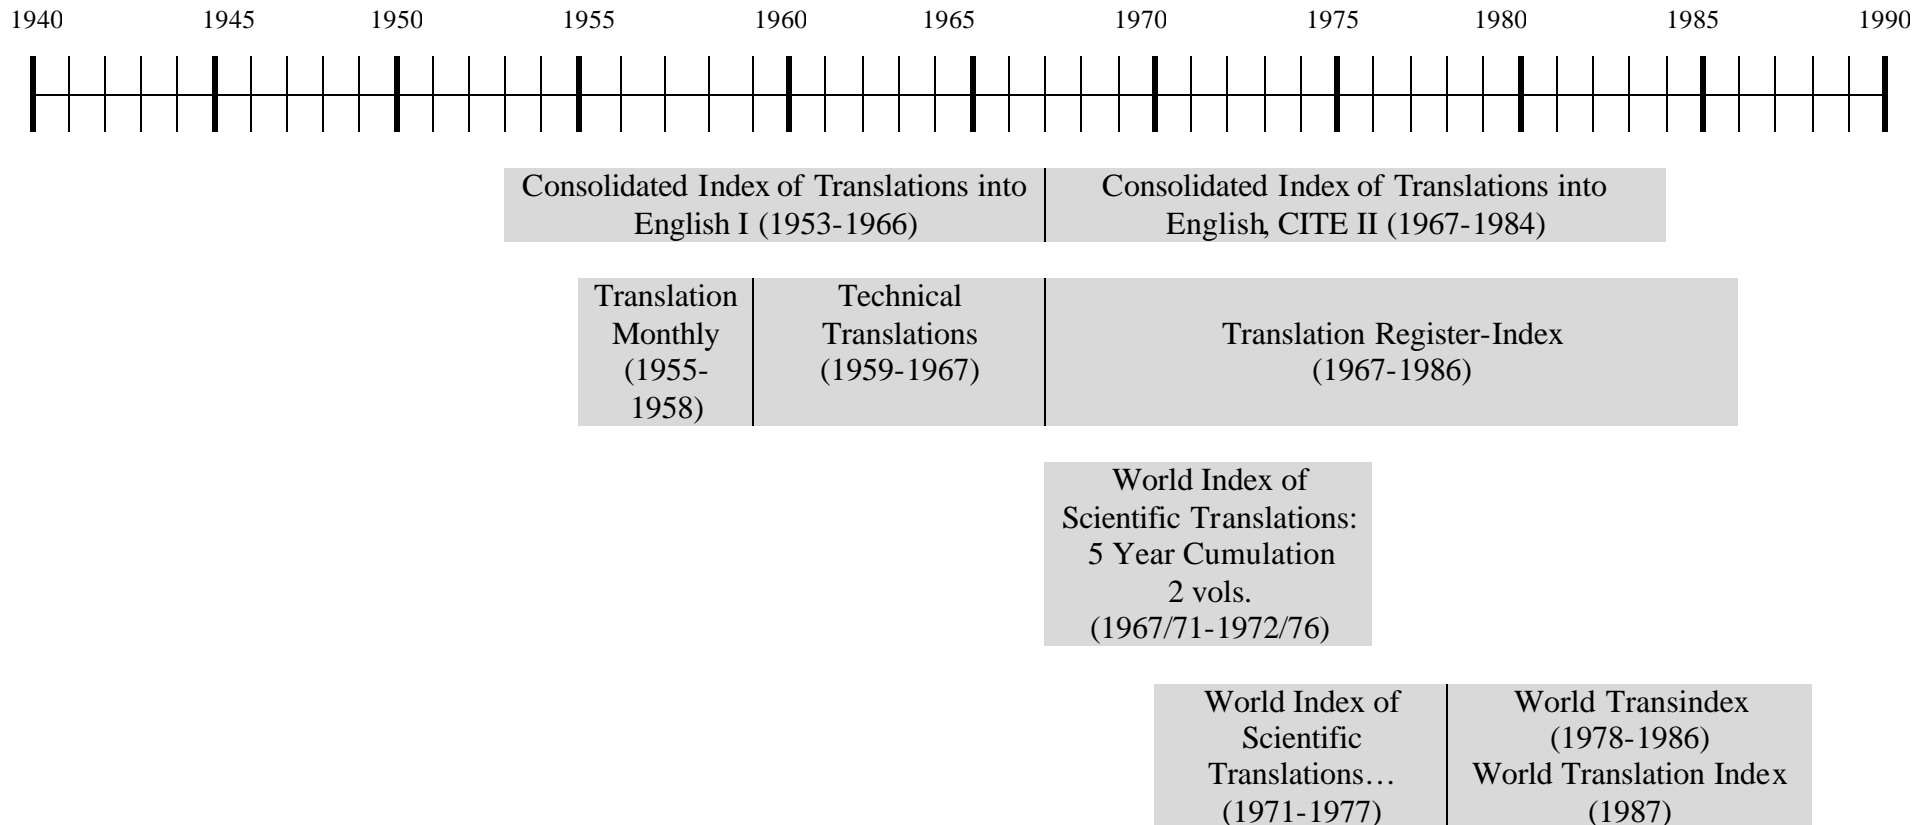 1940 1945 1950 1955 1960 1965 1970 1975 1980 1985 1990
Consolidated Index of Translations into
English I (1953-1966)
Consolidated Index of Translations into
English, CITE II (1967-1984)
Translation
Monthly
(1955-
1958)
Technical
Translations
(1959-1967)
Translation Register-Index
(1967-1986)
World Index of
Scientific Translations:
5 Year Cumulation
2 vols.
(1967/71-1972/76)
World Index of
Scientific
Translations…
(1971-1977)
World Transindex
(1978-1986)
World Translation Index
(1987)